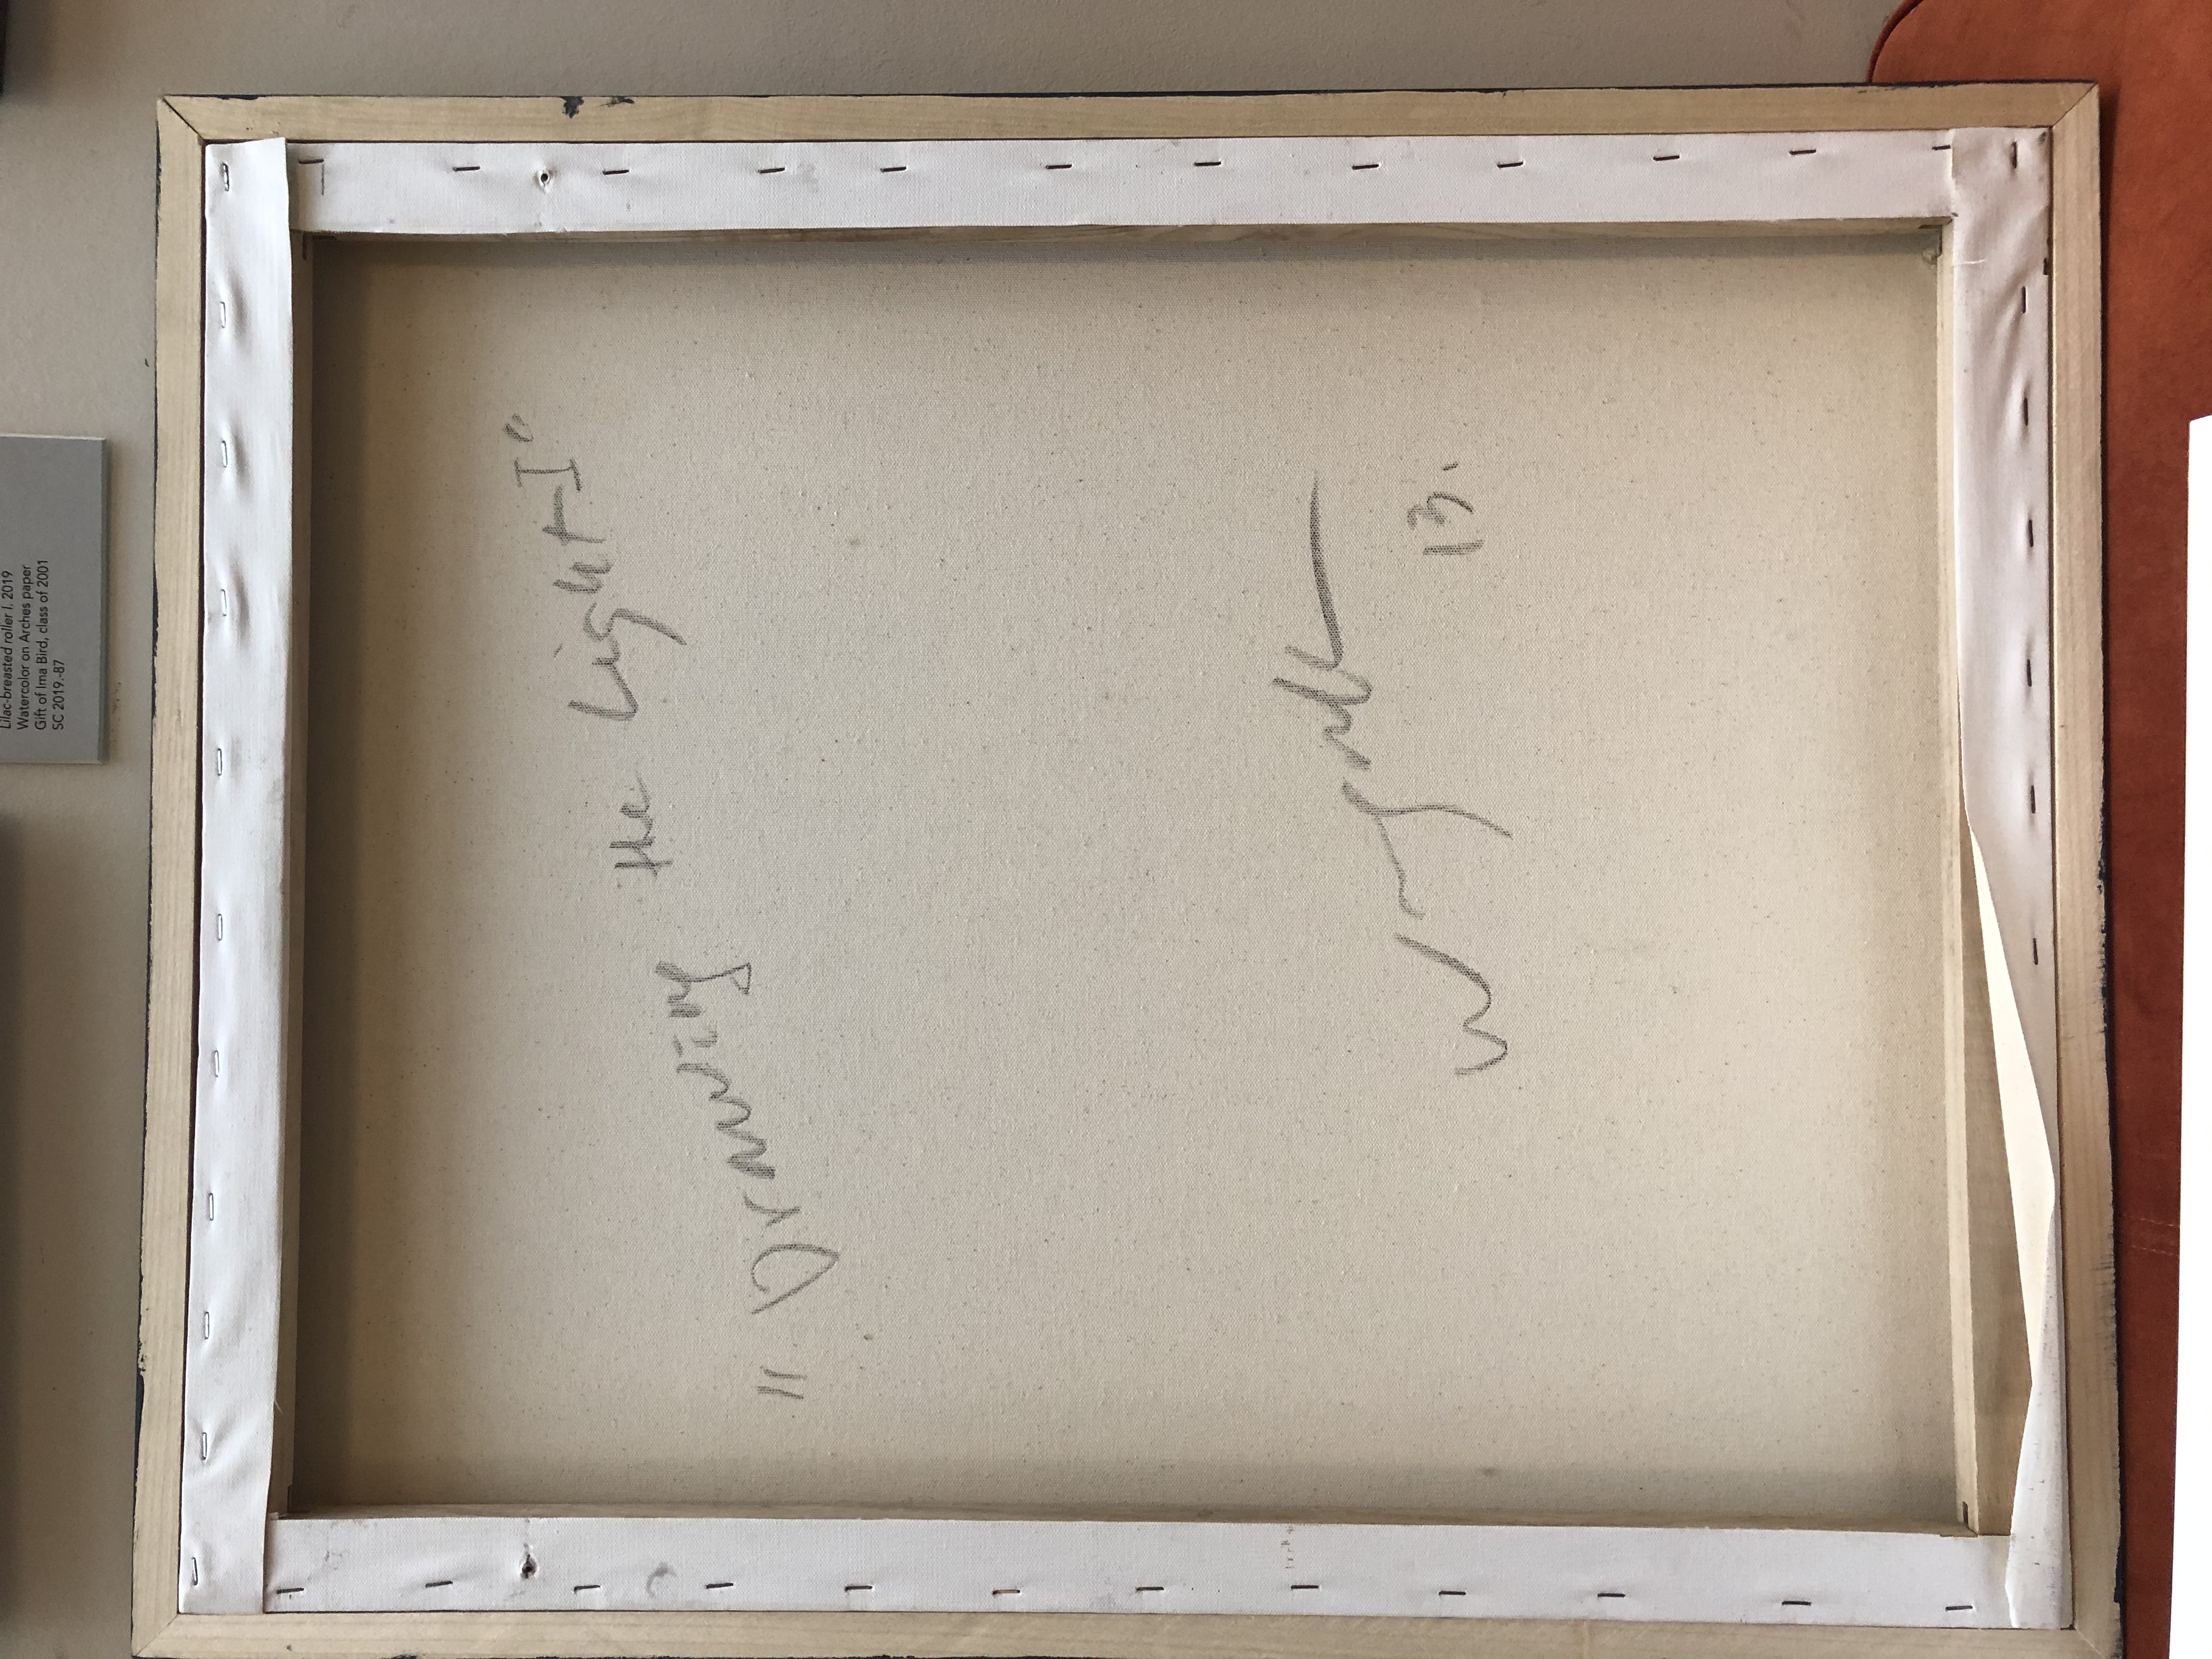 Lilac-breasted roller I, 2019
Watercolor on Arches paper
Gift of Ima Bird, class of 2001
SC 2019.-87
"Drawing the Light I"
13.